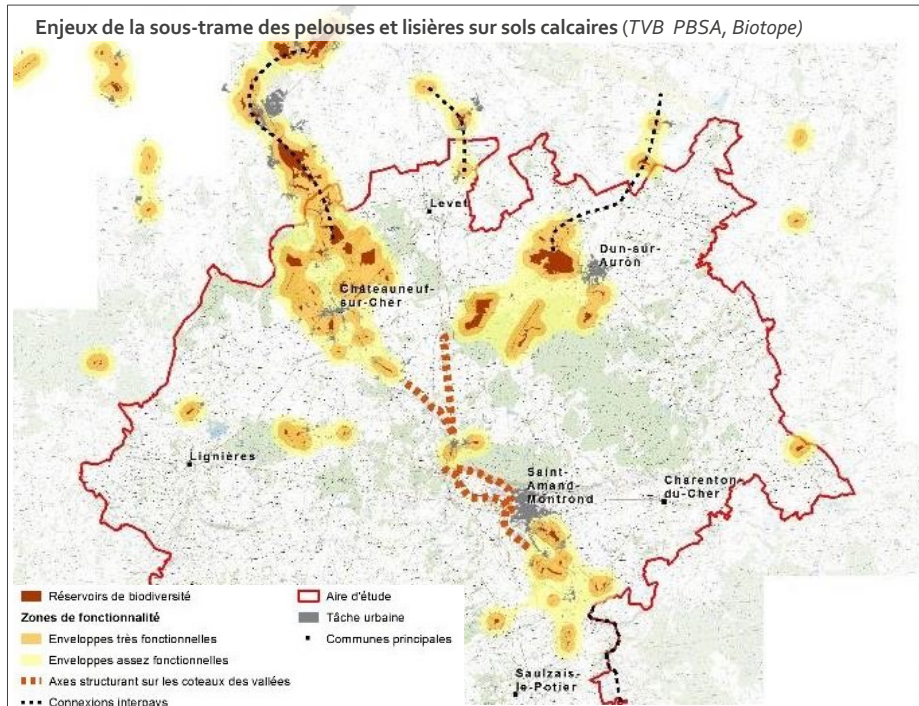 Enjeux de la sous-trame des pelouses et lisières sur sols calcaires (TVB PBSA, Biotope)
Levet
Dun-sur-
Auron
Châteauneuf-
sur-Cher
Lignières
Saint-
Amand-
Montrond
Charenton-
du-Cher
Saulzais-
le-Potier
Réservoirs de biodiversité
Zones de fonctionnalité
Enveloppes très fonctionnelles
Enveloppes assez fonctionnelles
Axes structurant sur les coteaux des vallées
Connexions interpays
Aire d'étude
Tâche urbaine
Communes principales